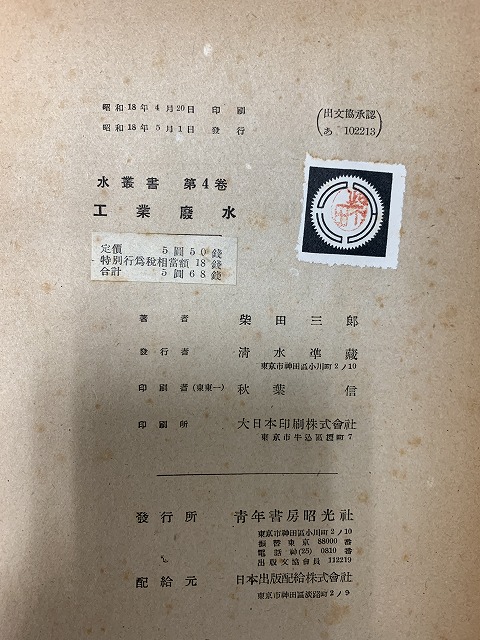 昭和18年4月20日 印刷
昭和18年5月1日 發行
(出文協承認)
あ 102213
水叢書 第4卷
工業廢水
定價 5圓50錢
特別行爲税相當額 18錢
合計 5圓68錢
著者 柴田三郎
發行者 清水準藏
東京市神田區小川町2ノ10
印刷者(東東一) 秋葉信
印刷所 大日本印刷株式會社
東京市牛込區榎町7
發行所 靑年書房昭光社
東京市神田區小川町2ノ10
振替東京 88000番
電話神(25) 0810番
出版文協會員 112219
配給元 日本出版配給株式會社
東京市神田區淡路町2ノ9